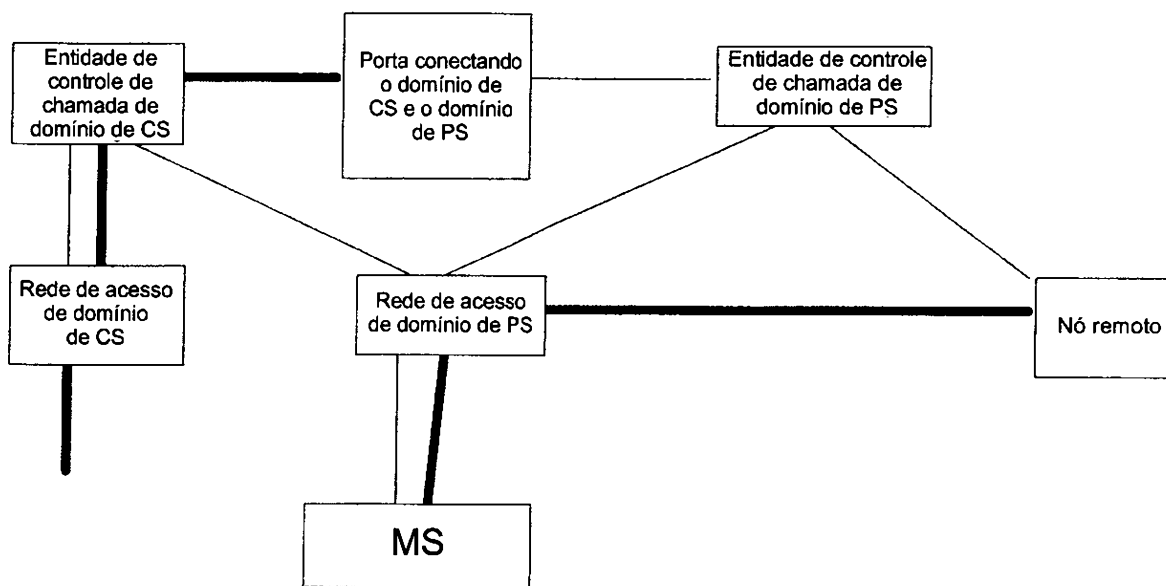 Entidade de
controle de
chamada de
domínio de CS
Porta conectando
o domínio de
CS e o domínio
de PS
Entidade de controle
de chamada de
domínio de PS
Rede de acesso
de domínio
de CS
Rede de acesso
de domínio de PS
Nó remoto
MS